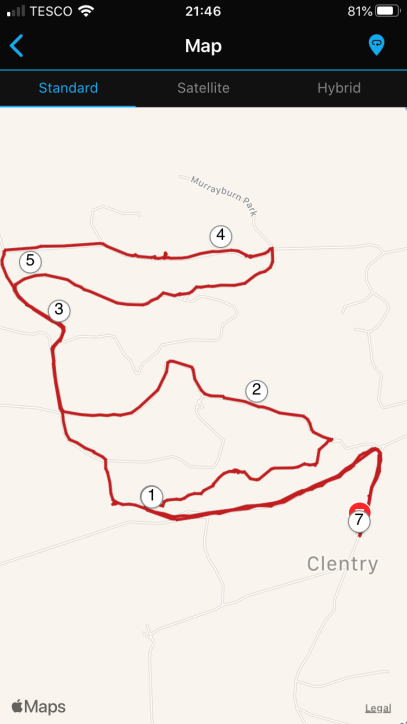 TESCO 21:46 81%
Map
Standard Satellite Hybrid
Murrayburn Park
4
5
3
2
1
7
Clentry
Maps Legal